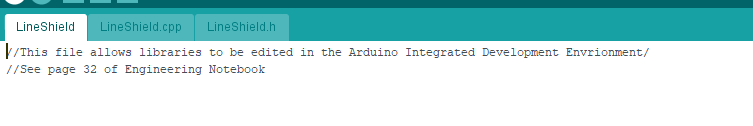 LineShield LineShield.cpp LineShield.h
//This file allows libraries to be edited in the Arduino Integrated Development Envrionment/
//See page 32 of Engineering Notebook